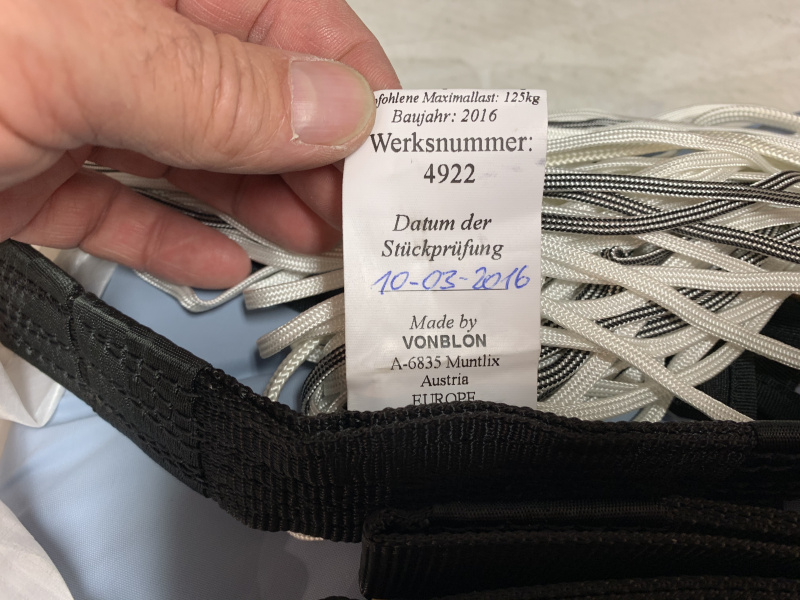 Maximallast: 125kg
Baujahr: 2016
Werksnummer:
4922
Datum der
Stückprüfung
10-03-2016
Made by
VONBLON
A-6835 Muntlix
Austria
EUROPE